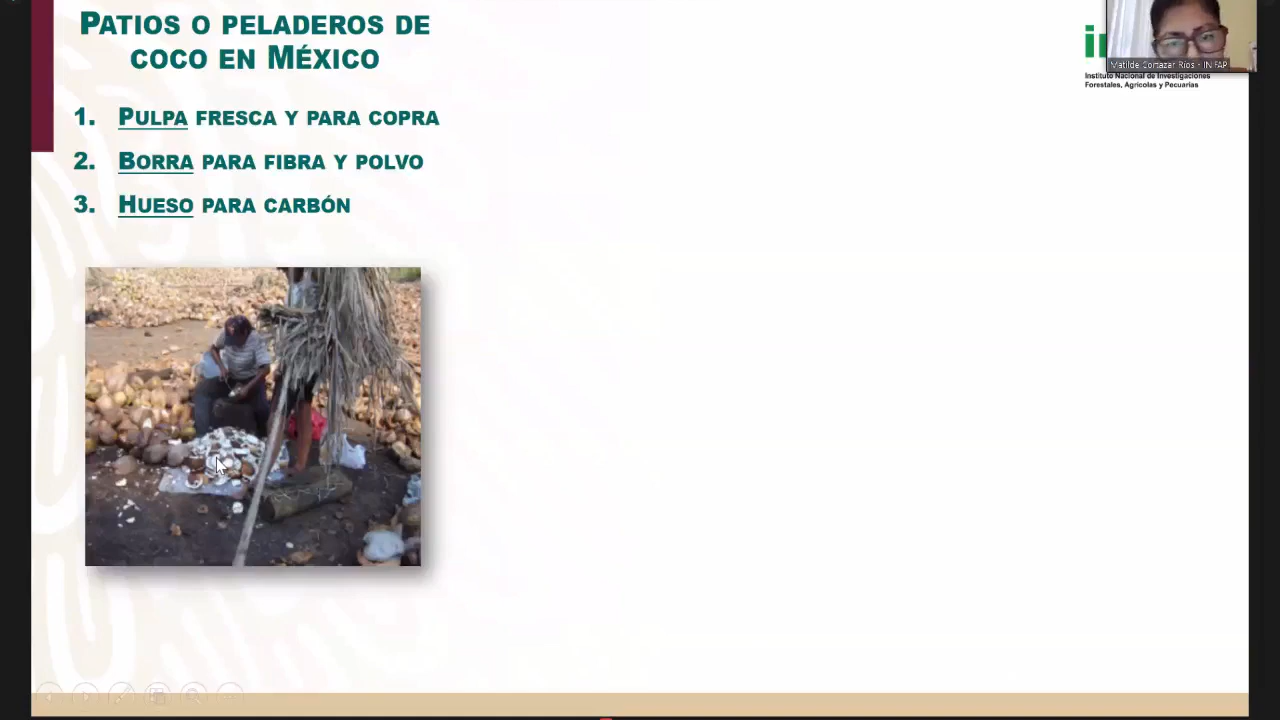 PATIOS O PELADEROS DE
COCO EN MÉXICO
1. PULPA FRESCA Y PARA COPRA
2. BORRA PARA FIBRA Y POLVO
3. HUESO PARA CARBÓN
Matilde Cortazar Rios - INIFAP
Instituto Nacional de Investigaciones
Forestales, Agrícolas y Pecuarias